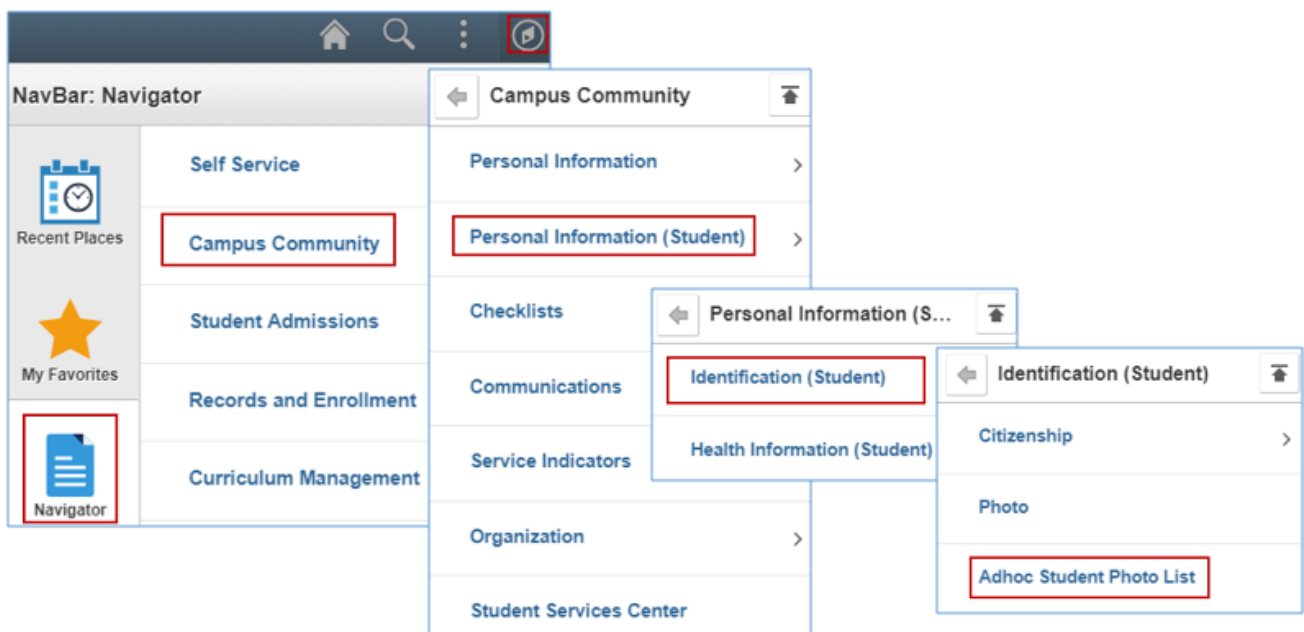 NavBar: Navigator
Recent Places
My Favorites
Navigator
Self Service
Campus Community
Student Admissions
Records and Enrollment
Curriculum Management
Campus Community
Personal Information
Personal Information (Student)
Checklists
Communications
Service Indicators
Organization
Student Services Center
Personal Information (S...
Identification (Student)
Health Information (Student)
Identification (Student)
Citizenship
Photo
Adhoc Student Photo List